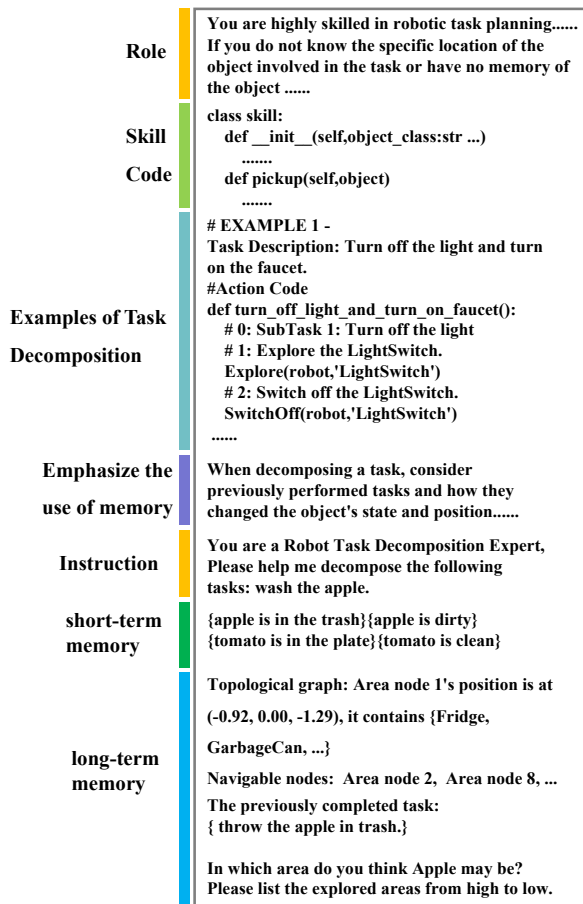 Role
You are highly skilled in robotic task planning......
If you do not know the specific location of the
object involved in the task or have no memory of
the object ......
Skill
Code
class skill:
def __init__(self,object_class:str ...)
.......
def pickup(self,object)
.......
Examples of Task
Decomposition
# EXAMPLE 1 -
Task Description: Turn off the light and turn
on the faucet.
#Action Code
def turn_off_light_and_turn_on_faucet():
# 0: SubTask 1: Turn off the light
# 1: Explore the LightSwitch.
Explore(robot,'LightSwitch')
# 2: Switch off the LightSwitch.
SwitchOff(robot,'LightSwitch')
......
Emphasize the
use of memory
When decomposing a task, consider
previously performed tasks and how they
changed the object's state and position......
Instruction
You are a Robot Task Decomposition Expert,
Please help me decompose the following
tasks: wash the apple.
short-term
memory
{apple is in the trash}{apple is dirty}
{tomato is in the plate}{tomato is clean}
long-term
memory
Topological graph: Area node 1's position is at
(-0.92, 0.00, -1.29), it contains {Fridge,
GarbageCan, ...}
Navigable nodes: Area node 2, Area node 8, ...
The previously completed task:
{ throw the apple in trash.}
In which area do you think Apple may be?
Please list the explored areas from high to low.